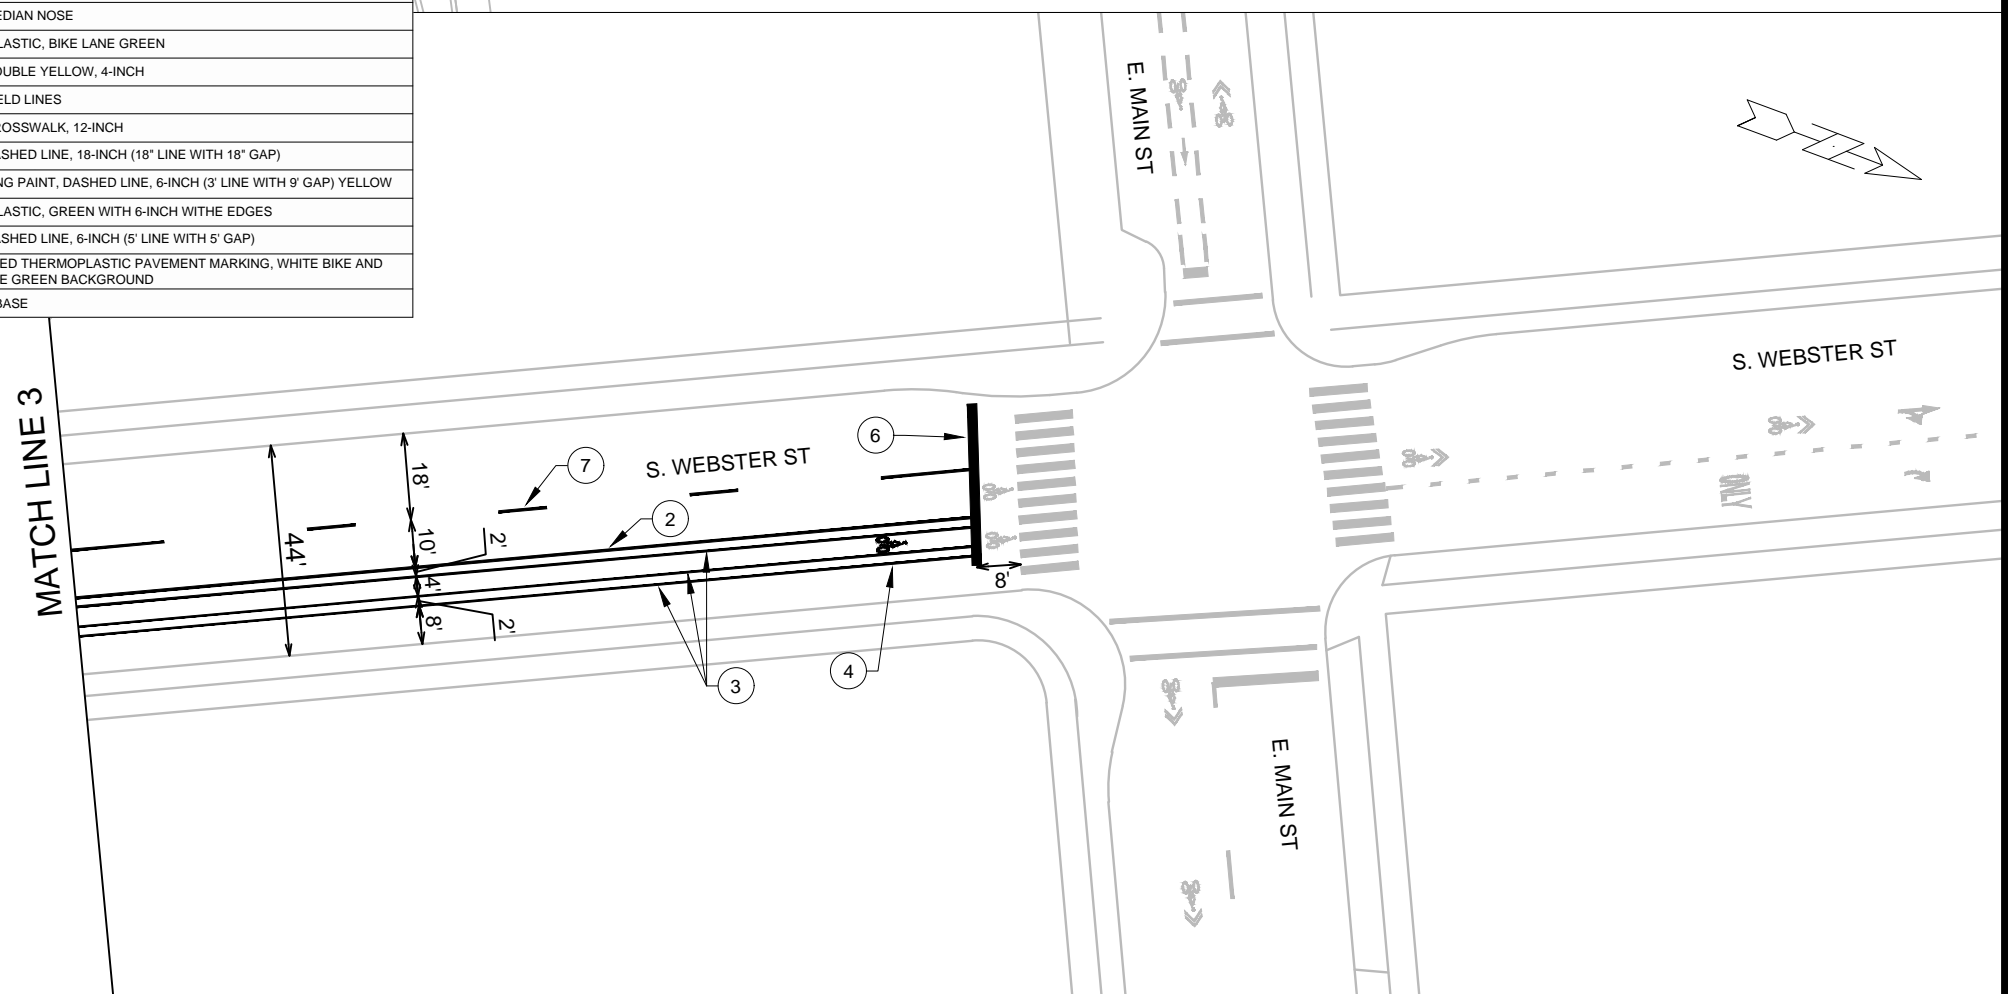 EDIAN NOSE
LASTIC, BIKE LANE GREEN
OUBLE YELLOW, 4-INCH
ELD LINES
ROSSWALK, 12-INCH
ASHED LINE, 18-INCH (18" LINE WITH 18" GAP)
NG PAINT, DASHED LINE, 6-INCH (3' LINE WITH 9' GAP) YELLOW
LASTIC, GREEN WITH 6-INCH WITHE EDGES
ASHED LINE, 6-INCH (5' LINE WITH 5' GAP)
ED THERMOPLASTIC PAVEMENT MARKING, WHITE BIKE AND
E GREEN BACKGROUND
BASE
E. MAIN ST
S. WEBSTER ST
MATCH LINE 3
S. WEBSTER ST
6
7
2
18'
10'
2'
44'
4'
8'
2'
8'
3
4
ONLY
E. MAIN ST